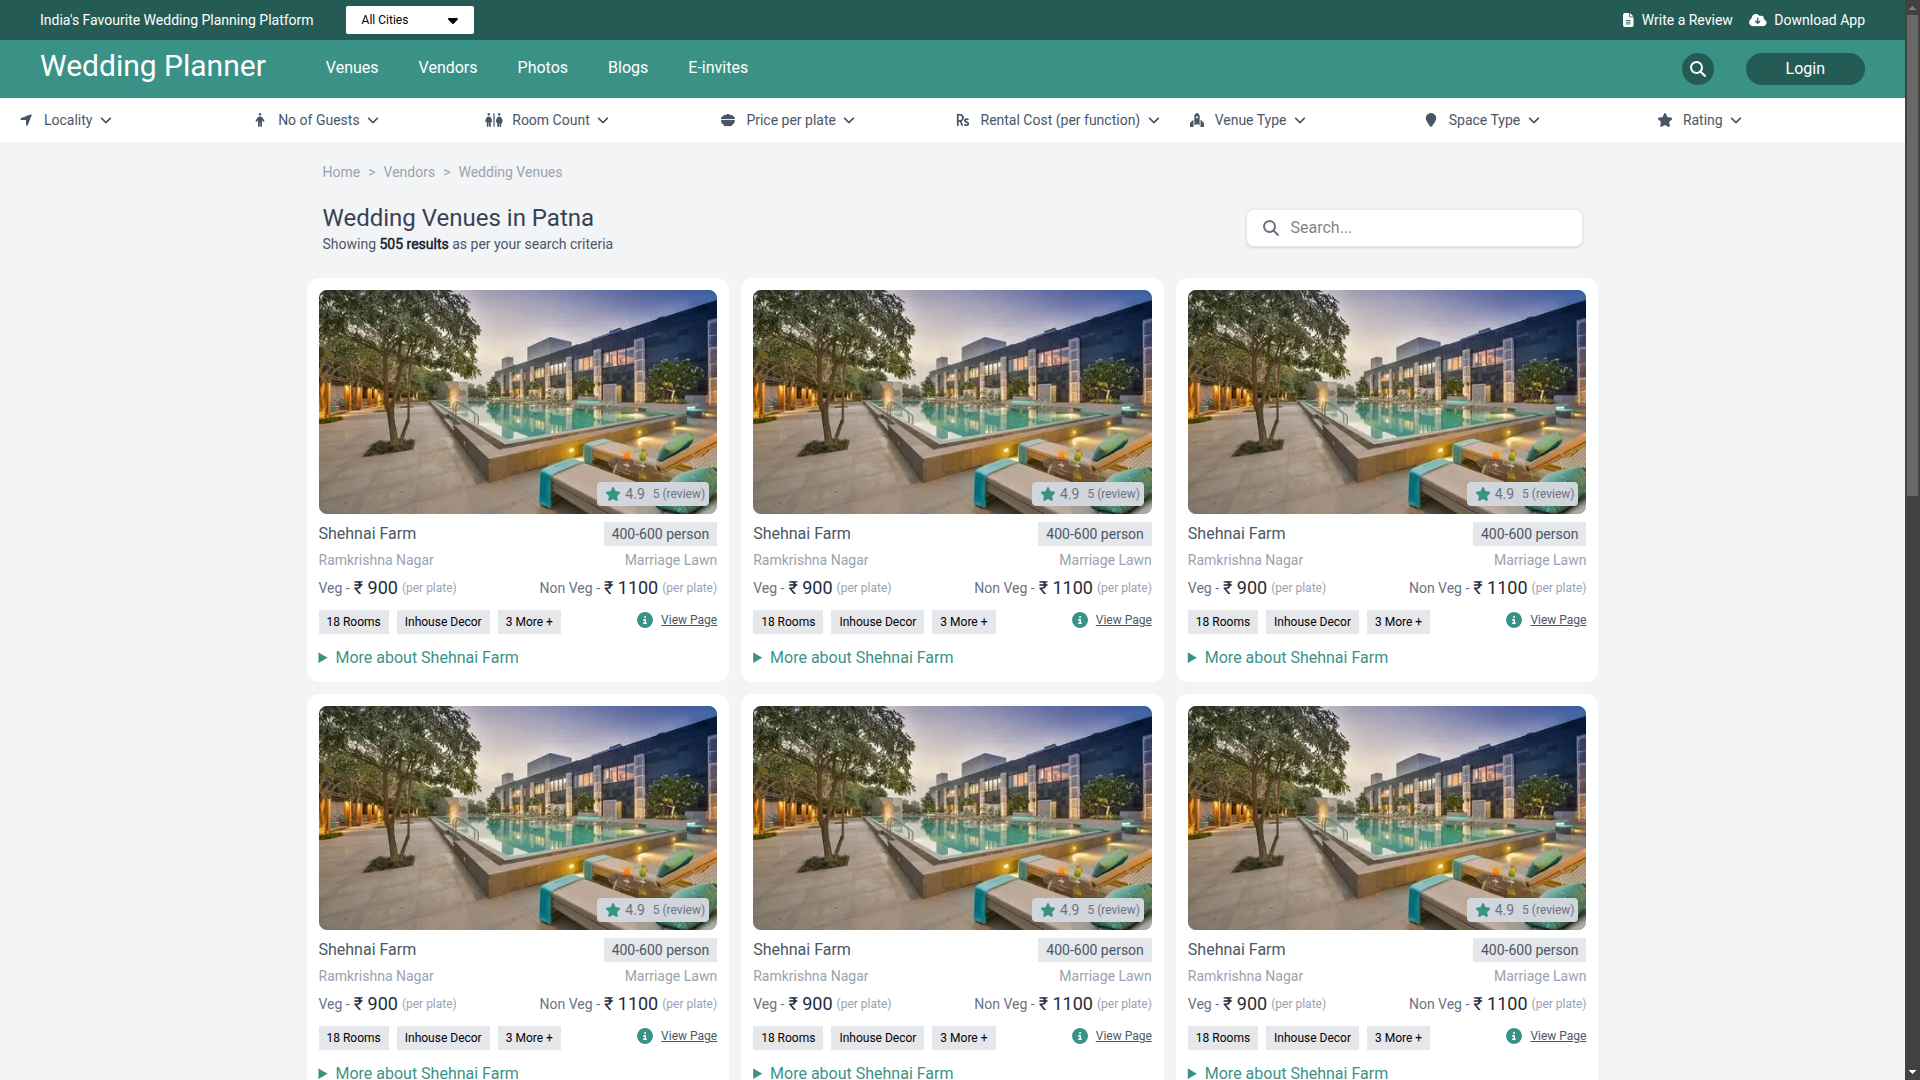 India's Favourite Wedding Planning Platform
All Cities
Write a Review
Download App
Wedding Planner
Venues
Vendors
Photos
Blogs
E-invites
Login
Locality
No of Guests
Room Count
Price per plate
Rs Rental Cost (per function)
Venue Type
Space Type
Rating
Home > Vendors > Wedding Venues
Wedding Venues in Patna
Showing 505 results as per your search criteria
Search...
4.9 5 (review)
4.9 5 (review)
4.9 5 (review)
Shehnai Farm 400-600 person
Ramkrishna Nagar Marriage Lawn
Veg - ₹ 900 (per plate) Non Veg - ₹ 1100 (per plate)
18 Rooms Inhouse Decor 3 More + View Page
More about Shehnai Farm
Shehnai Farm 400-600 person
Ramkrishna Nagar Marriage Lawn
Veg - ₹ 900 (per plate) Non Veg - ₹ 1100 (per plate)
18 Rooms Inhouse Decor 3 More + View Page
More about Shehnai Farm
Shehnai Farm 400-600 person
Ramkrishna Nagar Marriage Lawn
Veg - ₹ 900 (per plate) Non Veg - ₹ 1100 (per plate)
18 Rooms Inhouse Decor 3 More + View Page
More about Shehnai Farm
4.9 5 (review)
4.9 5 (review)
4.9 5 (review)
Shehnai Farm 400-600 person
Ramkrishna Nagar Marriage Lawn
Veg - ₹ 900 (per plate) Non Veg - ₹ 1100 (per plate)
18 Rooms Inhouse Decor 3 More + View Page
More about Shehnai Farm
Shehnai Farm 400-600 person
Ramkrishna Nagar Marriage Lawn
Veg - ₹ 900 (per plate) Non Veg - ₹ 1100 (per plate)
18 Rooms Inhouse Decor 3 More + View Page
More about Shehnai Farm
Shehnai Farm 400-600 person
Ramkrishna Nagar Marriage Lawn
Veg - ₹ 900 (per plate) Non Veg - ₹ 1100 (per plate)
18 Rooms Inhouse Decor 3 More + View Page
More about Shehnai Farm